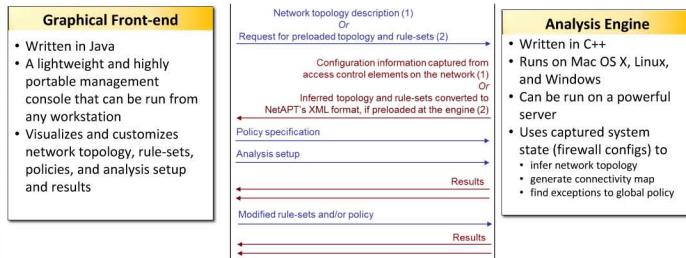 Graphical Front-end
• Written in Java
• A lightweight and highly
portable management
console that can be run from
any workstation
• Visualizes and customizes
network topology, rule-sets,
policies, and analysis setup
and results
Network topology description (1)
Or
Request for preloaded topology and rule-sets (2)
Configuration information captured from
access control elements on the network (1)
Or
Inferred topology and rule-sets converted to
NetAPT's XML format, if preloaded at the engine (2)
Policy specification
Analysis setup
Results
Modified rule-sets and/or policy
Results
Analysis Engine
• Written in C++
• Runs on Mac OS X, Linux,
and Windows
• Can be run on a powerful
server
• Uses captured system
state (firewall configs) to
• infer network topology
• generate connectivity map
• find exceptions to global policy